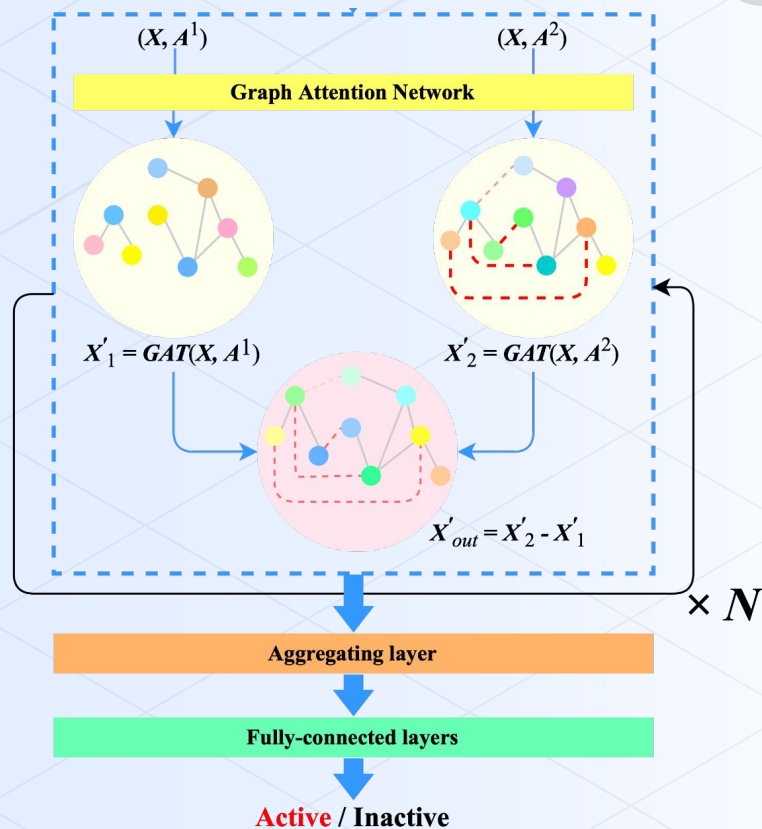 (X, A¹) (X, A²)
Graph Attention Network
X'₁ = GAT(X, A¹) X'₂ = GAT(X, A²)
X'ₒᵤₜ = X'₂ - X'₁
× N
Aggregating layer
Fully-connected layers
Active / Inactive